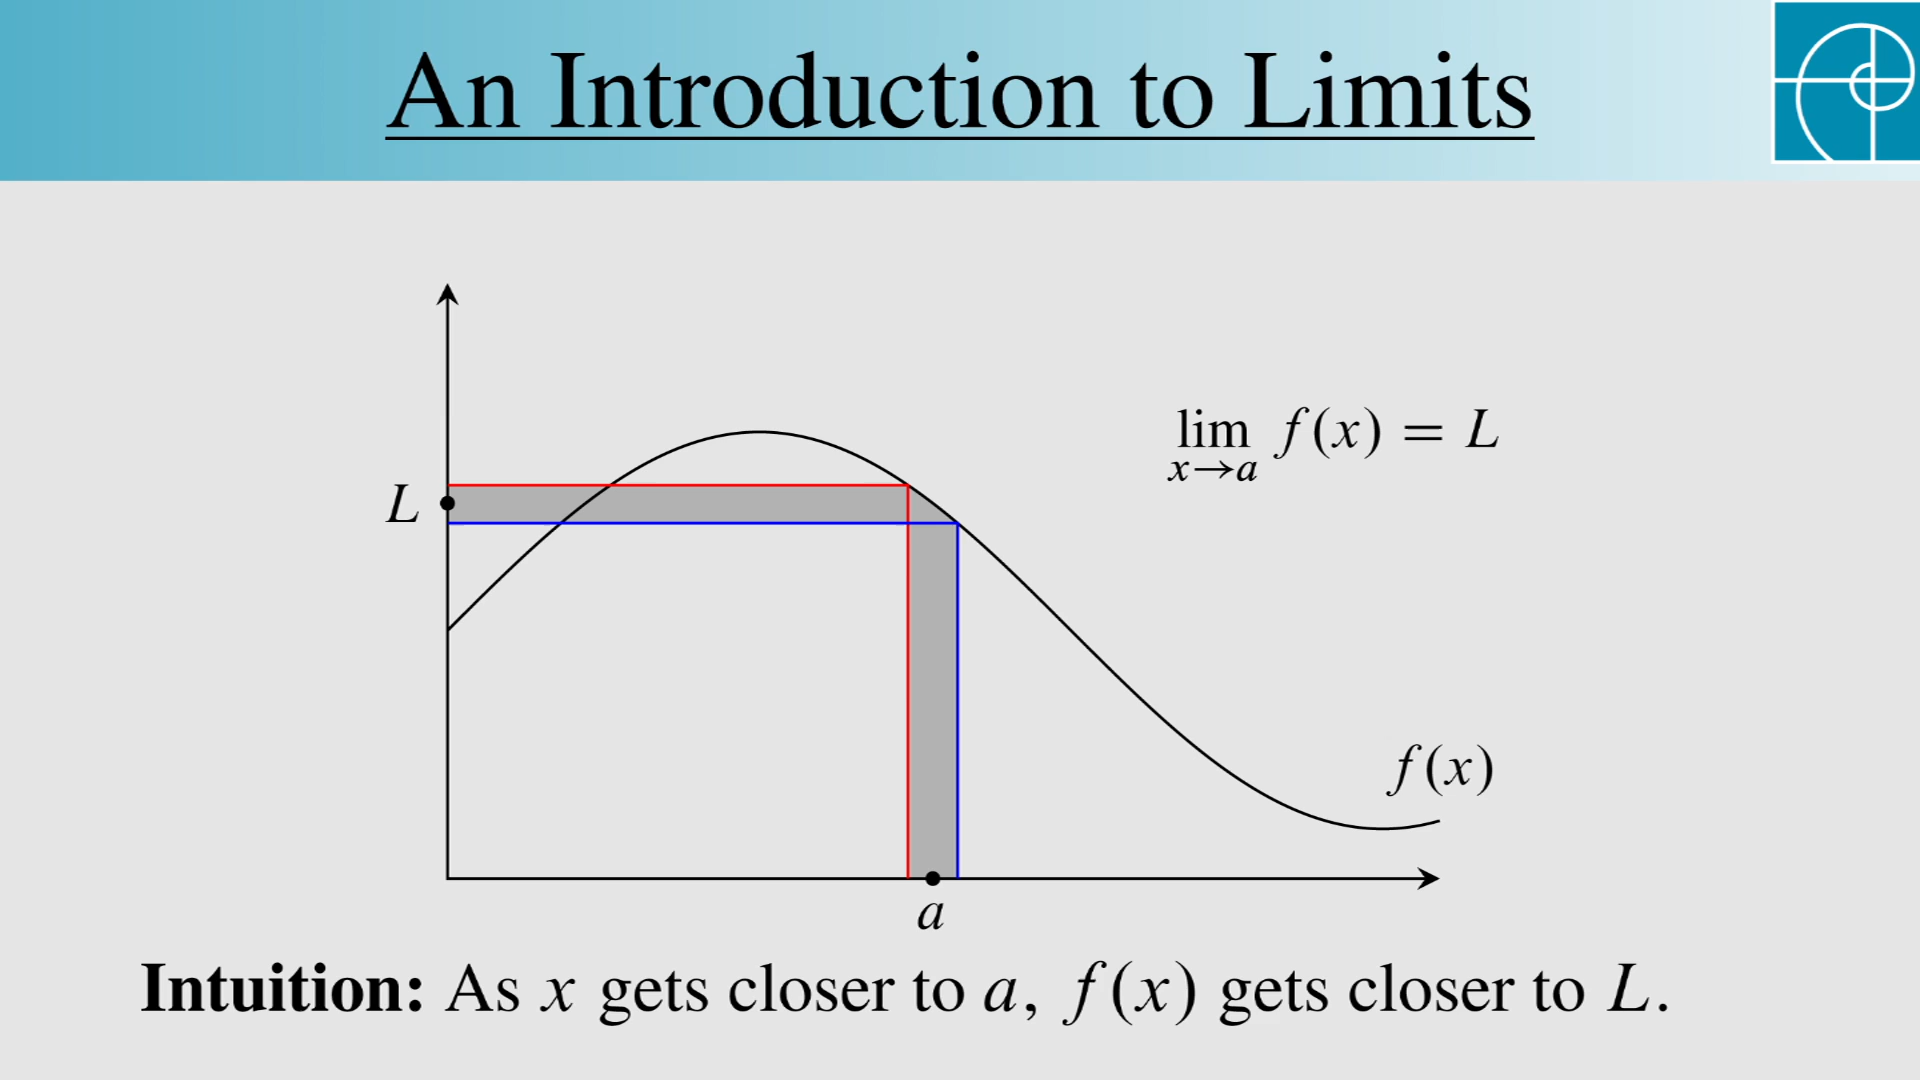 An Introduction to Limits
lim f(x) = L
x→a
L
f(x)
a
Intuition: As x gets closer to a, f(x) gets closer to L.